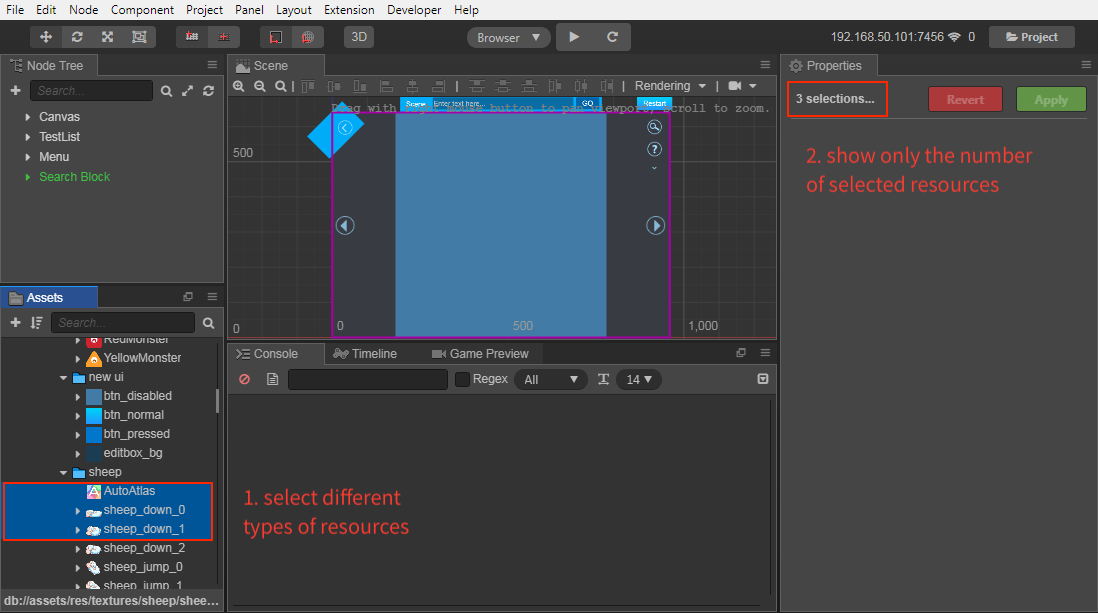 File Edit Node Component Project Panel Layout Extension Developer Help
3D
Browser
192.168.50.101:7456
0
Project
Node Tree
Search...
Canvas
TestList
Menu
Search Block
Scene
Rendering
Scene
Enter text here...
GO
Restart
Drag with right mouse button to pan viewport, scroll to zoom.
500
0
0
500
1,000
?
Properties
3 selections...
Revert
Apply
2. show only the number
of selected resources
Assets
Search...
RedMonster
YellowMonster
new ui
btn_disabled
btn_normal
btn_pressed
editbox_bg
sheep
AutoAtlas
sheep_down_0
sheep_down_1
sheep_down_2
sheep_jump_0
sheep_jump_1
db://assets/res/textures/sheep/shee...
Console
Timeline
Game Preview
Regex
All
14
1. select different
types of resources